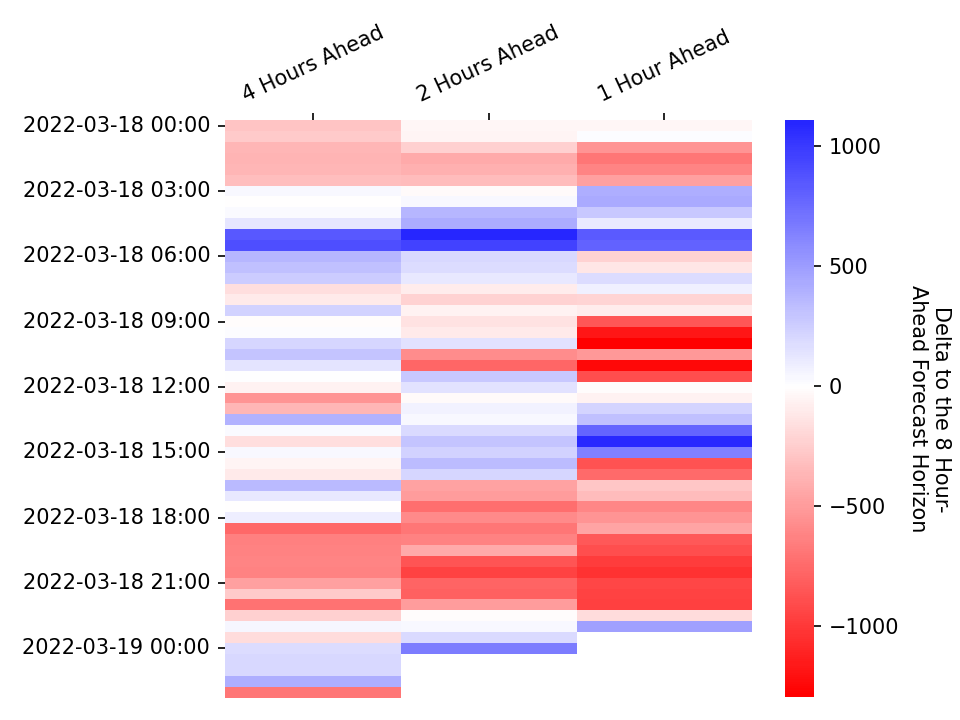 4 Hours Ahead
2 Hours Ahead
1 Hour Ahead
2022-03-18 00:00
2022-03-18 03:00
2022-03-18 06:00
2022-03-18 09:00
2022-03-18 12:00
2022-03-18 15:00
2022-03-18 18:00
2022-03-18 21:00
2022-03-19 00:00
1000
500
0
−500
−1000
Delta to the 8 Hour-
Ahead Forecast Horizon